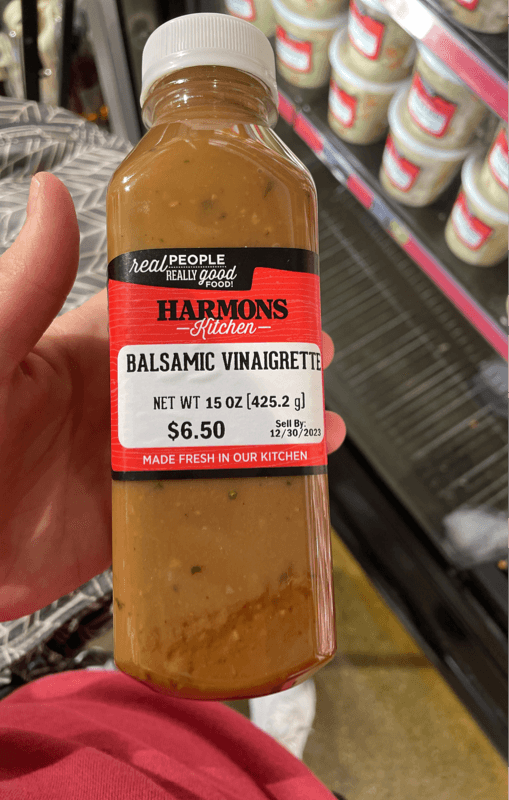 real PEOPLE
REALLY good
FOOD!
HARMONS
Kitchen
BALSAMIC VINAIGRETTE
NET WT 15 OZ [425.2 g]
$6.50
Sell By:
12/30/2023
MADE FRESH IN OUR KITCHEN